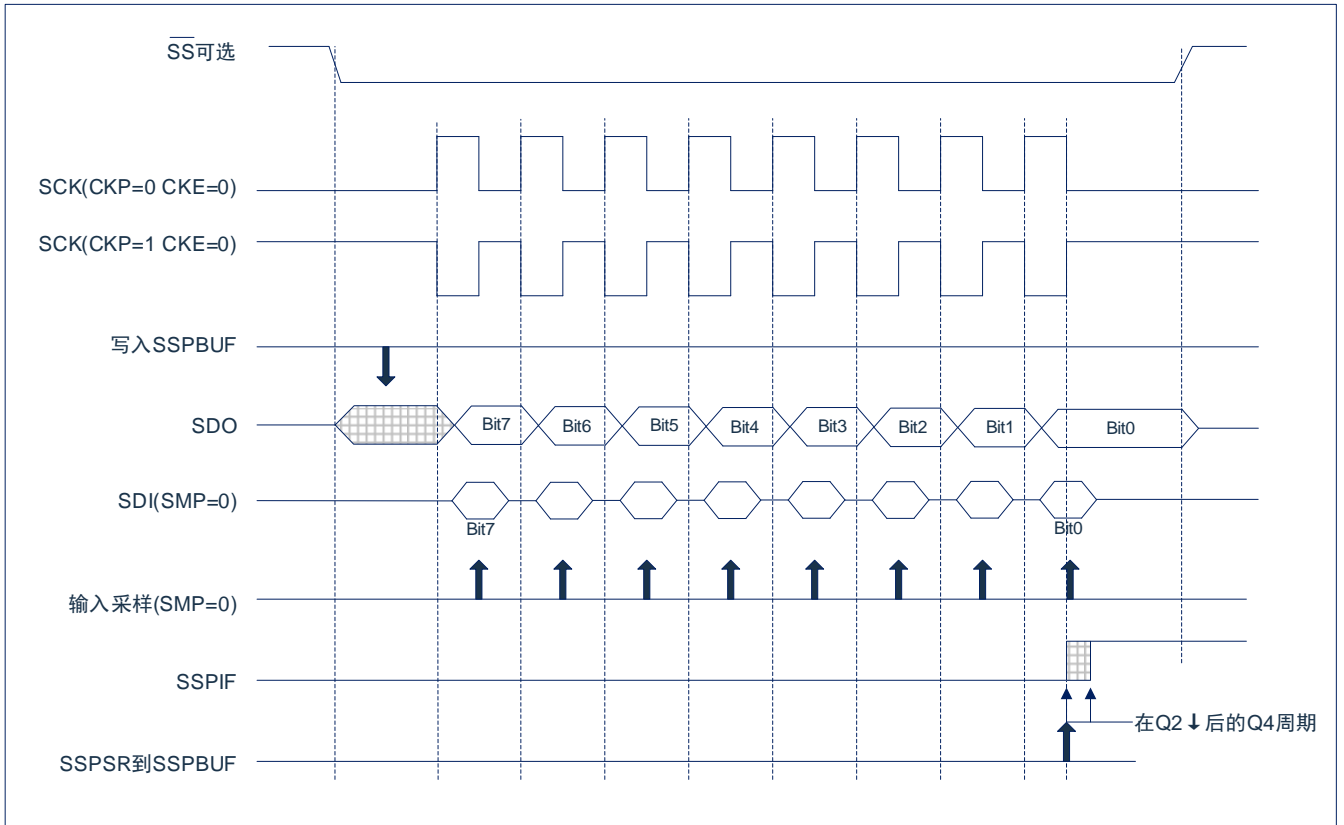 SS可选
SCK(CKP=0 CKE=0)
SCK(CKP=1 CKE=0)
写入SSPBUF
SDO
Bit7
Bit6
Bit5
Bit4
Bit3
Bit2
Bit1
Bit0
SDI(SMP=0)
Bit7
Bit0
输入采样(SMP=0)
SSPIF
在Q2⬇后的Q4周期
SSPSR到SSPBUF